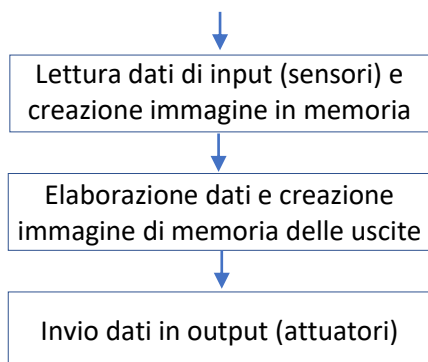 Lettura dati di input (sensori) e
creazione immagine in memoria
Elaborazione dati e creazione
immagine di memoria delle uscite
Invio dati in output (attuatori)